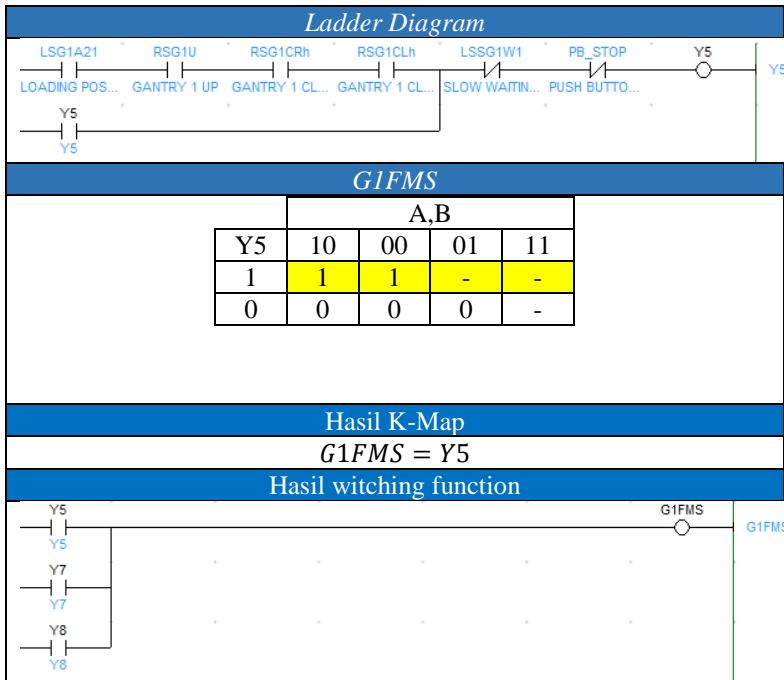 Ladder Diagram
LSG1A21 RSG1U RSG1CRh RSG1CLh LSSG1W1 PB_STOP Y5
Y5
LOADING POS... GANTRY 1 UP GANTRY 1 CL... GANTRY 1 CL... SLOW WAITIN... PUSH BUTTO...
Y5
Y5
G1FMS
A,B
Y5 10 00 01 11
1 1 1 - -
0 0 0 0 -
Hasil K-Map
G1FMS = Y5
Hasil witching function
Y5 G1FMS
G1FMS
Y5
Y7
Y7
Y8
Y8